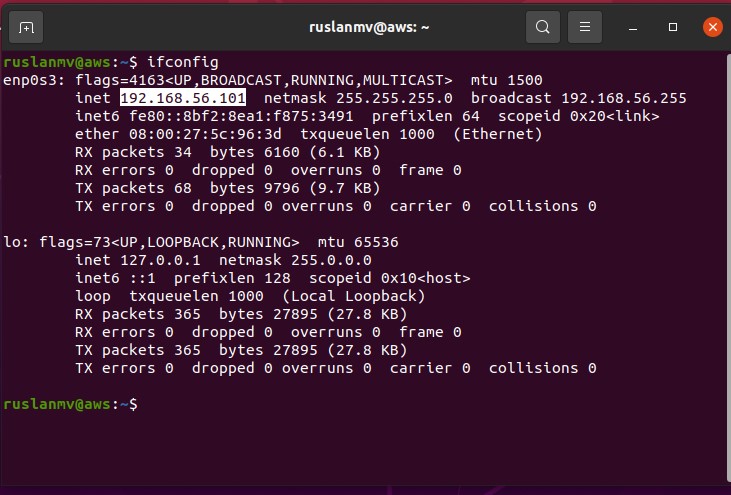 ruslanmv@aws: ~
ruslanmv@aws:~$ ifconfig
enp0s3: flags=4163<UP,BROADCAST,RUNNING,MULTICAST>  mtu 1500
        inet 192.168.56.101  netmask 255.255.255.0  broadcast 192.168.56.255
        inet6 fe80::8bf2:8ea1:f875:3491  prefixlen 64  scopeid 0x20<link>
        ether 08:00:27:5c:96:3d  txqueuelen 1000  (Ethernet)
        RX packets 34  bytes 6160 (6.1 KB)
        RX errors 0  dropped 0  overruns 0  frame 0
        TX packets 68  bytes 9796 (9.7 KB)
        TX errors 0  dropped 0 overruns 0  carrier 0  collisions 0
lo: flags=73<UP,LOOPBACK,RUNNING>  mtu 65536
        inet 127.0.0.1  netmask 255.0.0.0
        inet6 ::1  prefixlen 128  scopeid 0x10<host>
        loop  txqueuelen 1000  (Local Loopback)
        RX packets 365  bytes 27895 (27.8 KB)
        RX errors 0  dropped 0  overruns 0  frame 0
        TX packets 365  bytes 27895 (27.8 KB)
        TX errors 0  dropped 0 overruns 0  carrier 0  collisions 0
ruslanmv@aws:~$